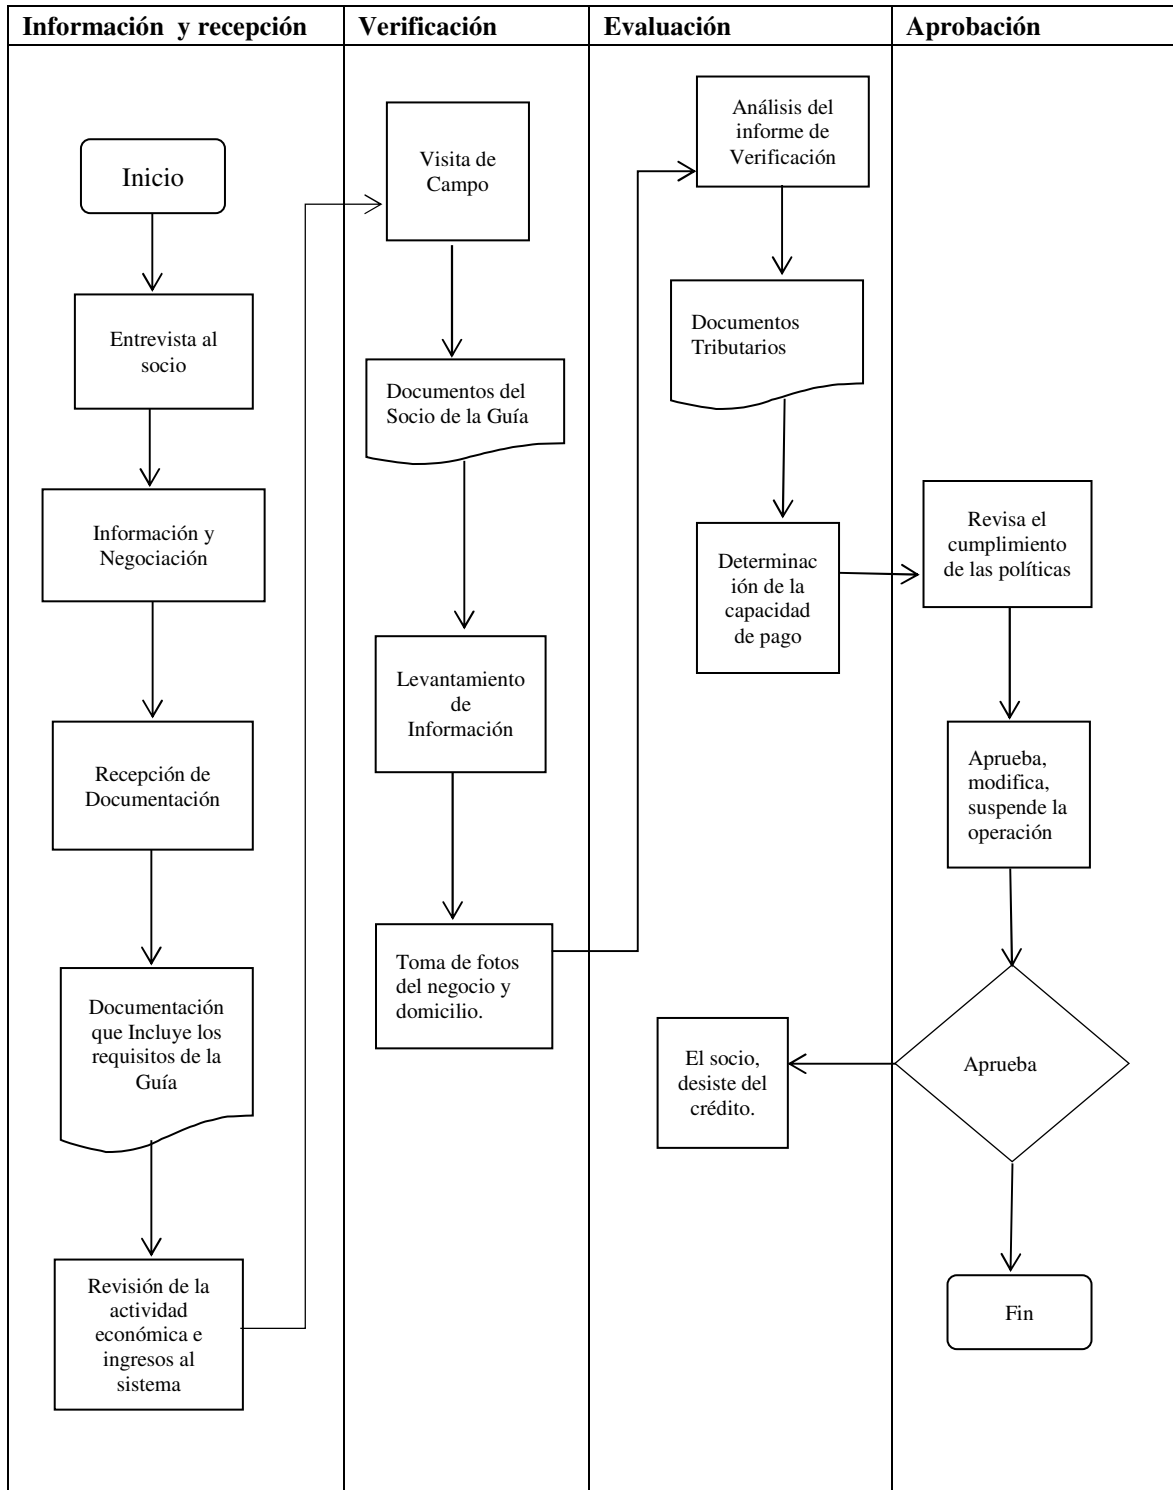 Información  y recepción
Verificación
Evaluación
Aprobación
Inicio
Entrevista al
socio
Información y
Negociación
Recepción de
Documentación
Documentación
que Incluye los
requisitos de la
Guía
Revisión de la
actividad
económica e
ingresos al
sistema
Visita de
Campo
Documentos del
Socio de la Guía
Levantamiento
de
Información
Toma de fotos
del negocio y
domicilio.
Análisis del
informe de
Verificación
Documentos
Tributarios
Determinac
ión de la
capacidad
de pago
El socio,
desiste del
crédito.
Revisa el
cumplimiento
de las políticas
Aprueba,
modifica,
suspende la
operación
Aprueba
Fin